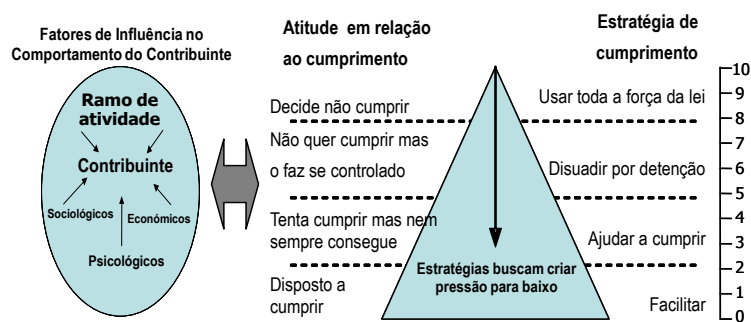 Fatores de Influência no
Comportamento do Contribuinte
Ramo de
atividade
Contribuinte
Sociológicos
Económicos
Psicológicos
Atitude em relação
ao cumprimento
Decide não cumprir
Não quer cumprir mas
o faz se controlado
Tenta cumprir mas nem
sempre consegue
Disposto a
cumprir
Estratégias buscam criar
pressão para baixo
Estratégia de
cumprimento
Usar toda a força da lei
Disuadir por detenção
Ajudar a cumprir
Facilitar
10
9
8
7
6
5
4
3
2
1
0